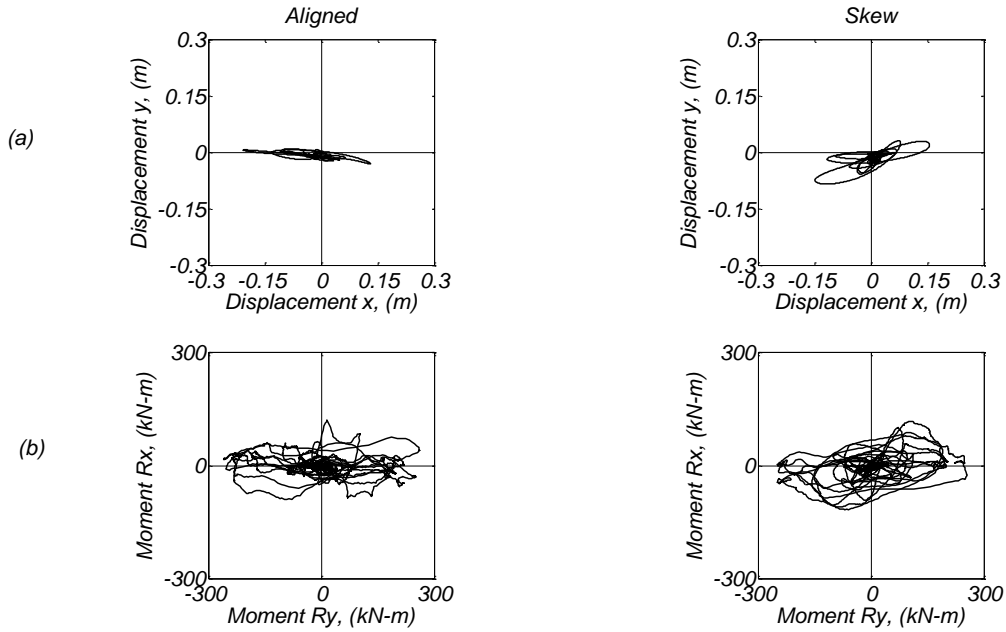 Aligned
Skew
(a)
0.3
0.15
0
-0.15
-0.3
Displacement y, (m)
-0.3 -0.15 0 0.15 0.3
Displacement x, (m)
0.3
0.15
0
-0.15
-0.3
Displacement y, (m)
-0.3 -0.15 0 0.15 0.3
Displacement x, (m)
(b)
300
0
-300
Moment Rx, (kN-m)
-300 0 300
Moment Ry, (kN-m)
300
0
-300
Moment Rx, (kN-m)
-300 0 300
Moment Ry, (kN-m)